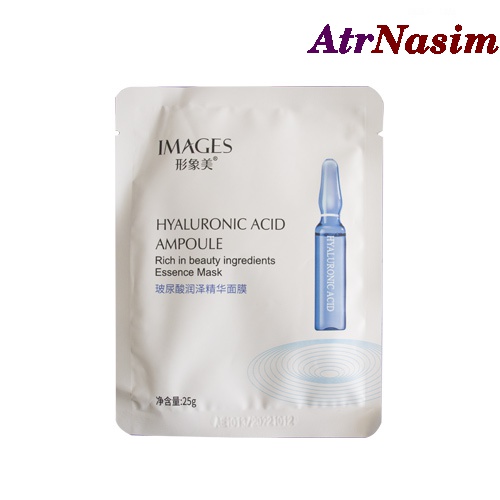 AtrNasim
IMAGES
形象美®
HYALURONIC ACID
AMPOULE
Rich in beauty ingredients
Essence Mask
玻尿酸润泽精华面膜
HYALURONIC ACID
净含量:25g